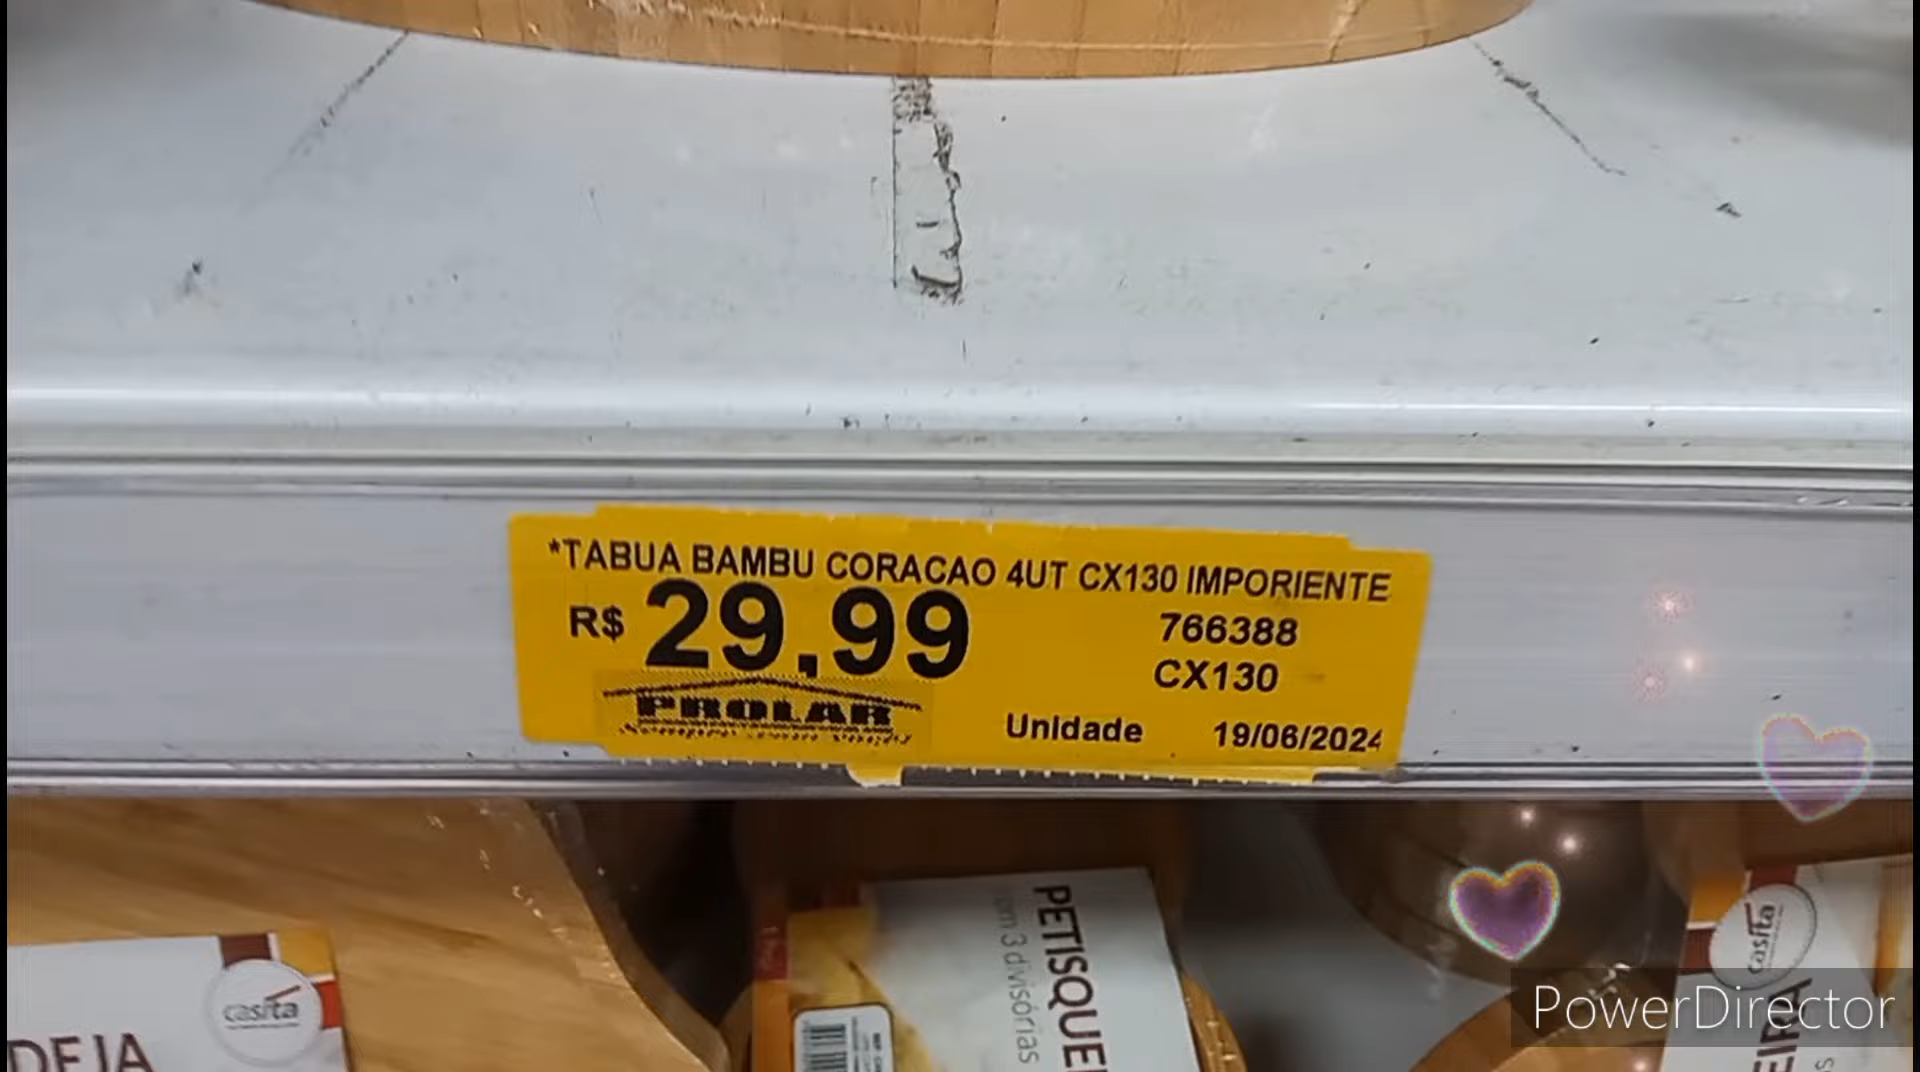 *TABUA BAMBU CORACAO 4UT CX130 IMPORIENTE
R$ 29,99
766388
CX130
PROLAR
Unidade 19/06/2024
casita
DEJA
PETISQUE
com 3 divisórias
casita
EIRA
PowerDirector